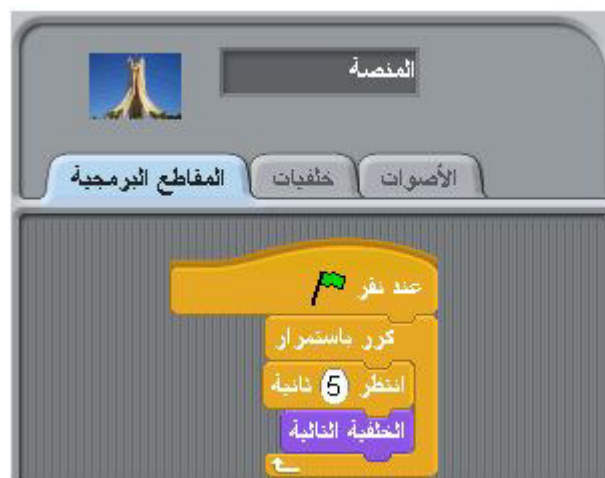 المنصة
المقاطع البرمجية
خلفيات
الأصوات
عند نقر
كرر باستمرار
انتظر 5 ثانية
الخلفية التالية